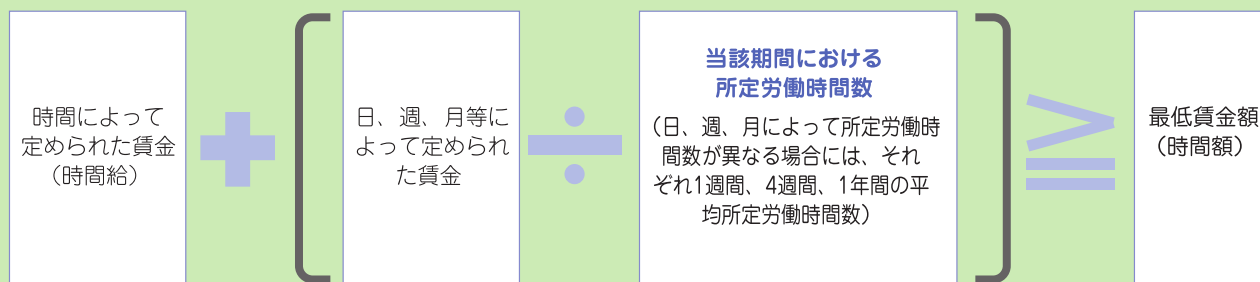 時間によって
定められた賃金
(時間給)
+
日、週、月等に
よって定められ
た賃金
÷
当該期間における
所定労働時間数
(日、週、月によって所定労働時
間数が異なる場合には、それ
ぞれ1週間、4週間、1年間の平
均所定労働時間数)
≧
最低賃金額
(時間額)